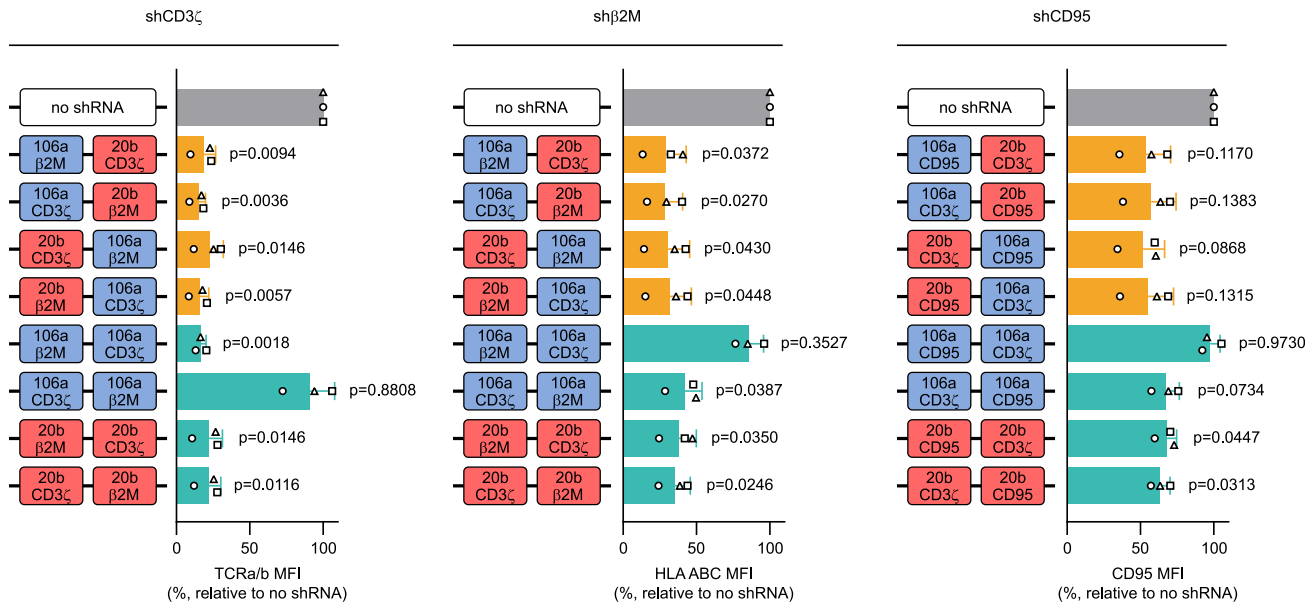 shCD3ζ
no shRNA
106a 20b
β2M CD3ζ
p=0.0094
106a 20b
CD3ζ β2M
p=0.0036
20b 106a
CD3ζ β2M
p=0.0146
20b 106a
β2M CD3ζ
p=0.0057
106a 106a
β2M CD3ζ
p=0.0018
106a 106a
CD3ζ β2M
p=0.8808
20b 20b
β2M CD3ζ
p=0.0146
20b 20b
CD3ζ β2M
p=0.0116
0 50 100
TCRa/b MFI
(%, relative to no shRNA)
shβ2M
106a 20b
β2M CD3ζ
p=0.0372
106a 20b
CD3ζ β2M
p=0.0270
20b 106a
CD3ζ β2M
p=0.0430
20b 106a
β2M CD3ζ
p=0.0448
106a 106a
β2M CD3ζ
p=0.3527
106a 106a
CD3ζ β2M
p=0.0387
20b 20b
β2M CD3ζ
p=0.0350
20b 20b
CD3ζ β2M
p=0.0246
no shRNA
0 50 100
HLA ABC MFI
(%, relative to no shRNA)
shCD95
no shRNA
106a 20b
CD95 CD3ζ
p=0.1170
106a 20b
CD3ζ CD95
p=0.1383
20b 106a
CD3ζ CD95
p=0.0868
20b 106a
CD95 CD3ζ
p=0.1315
106a 106a
CD95 CD3ζ
p=0.9730
106a 106a
CD3ζ CD95
p=0.0734
20b 20b
CD95 CD3ζ
p=0.0447
20b 20b
CD3ζ CD95
p=0.0313
0 50 100
CD95 MFI
(%, relative to no shRNA)